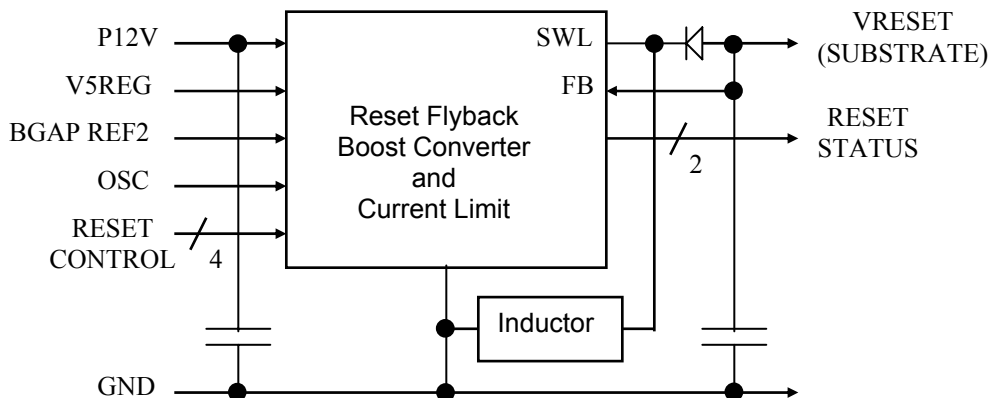 P12V
V5REG
BGAP REF2
OSC
RESET
CONTROL
4
GND
SWL
FB
Reset Flyback
Boost Converter
and
Current Limit
Inductor
VRESET
(SUBSTRATE)
RESET
STATUS
2